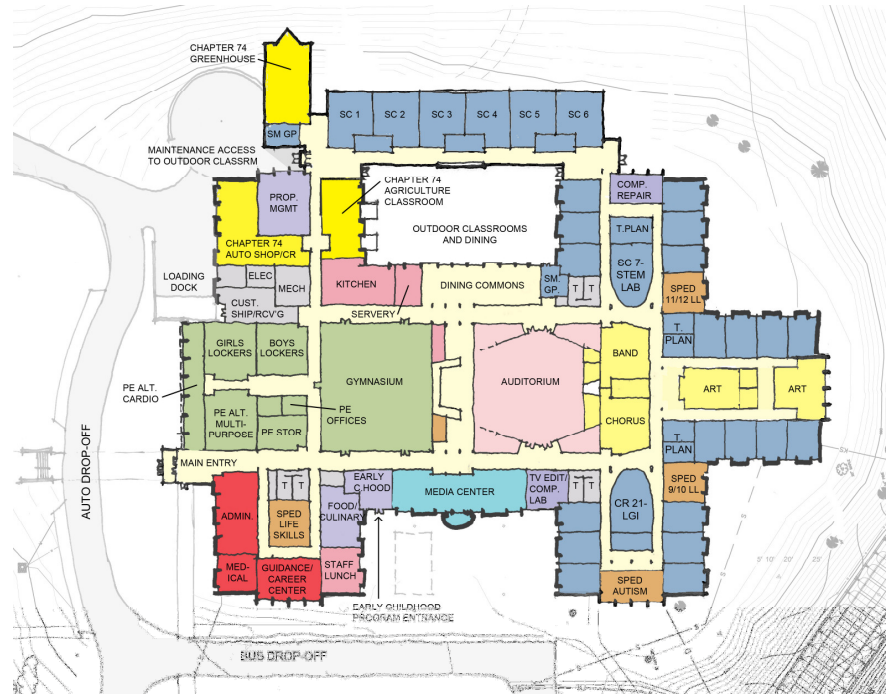 CHAPTER 74
GREENHOUSE
SM GP
SC 1
SC 2
SC 3
SC 4
SC 5
SC 6
MAINTENANCE ACCESS
TO OUTDOOR CLASSRM
PROP.
MGMT
CHAPTER 74
AGRICULTURE
CLASSROOM
COMP.
REPAIR
OUTDOOR CLASSROOMS
AND DINING
T.PLAN
CHAPTER 74
AUTO SHOP/CR
SC 7-
STEM
LAB
LOADING
DOCK
ELEC
MECH
KITCHEN
DINING COMMONS
SM.
GP.
T
T
SPED
11/12 LL
CUST.
SHIP/RCV'G
SERVERY
GIRLS
LOCKERS
BOYS
LOCKERS
T.
PLAN
BAND
PE ALT.
CARDIO
GYMNASIUM
AUDITORIUM
ART
ART
PE ALT.
MULTI-
PURPOSE
PE
OFFICES
PE STOR
CHORUS
T.
PLAN
AUTO DROP-OFF
MAIN ENTRY
T
T
EARLY
C.HOOD
MEDIA CENTER
TV EDIT/
COMP.
LAB
T
T
SPED
9/10 LL
ADMIN.
SPED
LIFE
SKILLS
FOOD/
CULINARY
CR 21-
LGI
MED-
ICAL
GUIDANCE/
CAREER
CENTER
STAFF
LUNCH
SPED
AUTISM
EARLY CHILDHOOD
PROGRAM ENTRANCE
BUS DROP-OFF